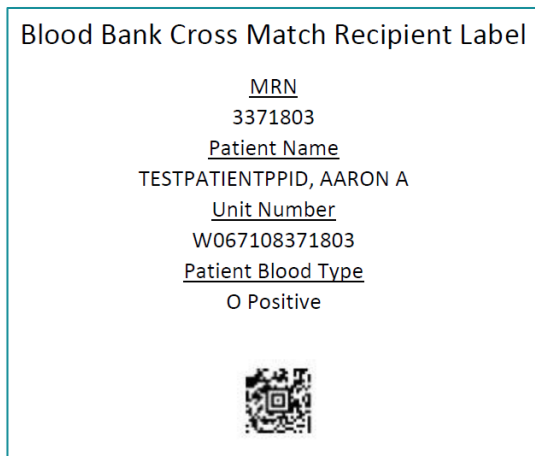 Blood Bank Cross Match Recipient Label
MRN
3371803
Patient Name
TESTPATIENTPPID, AARON A
Unit Number
W067108371803
Patient Blood Type
O Positive